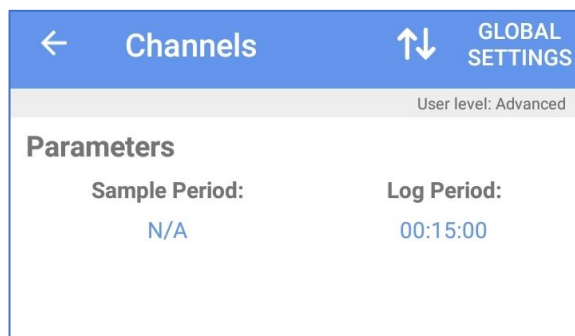 Channels
GLOBAL
SETTINGS
User level: Advanced
Parameters
Sample Period: Log Period:
N/A 00:15:00